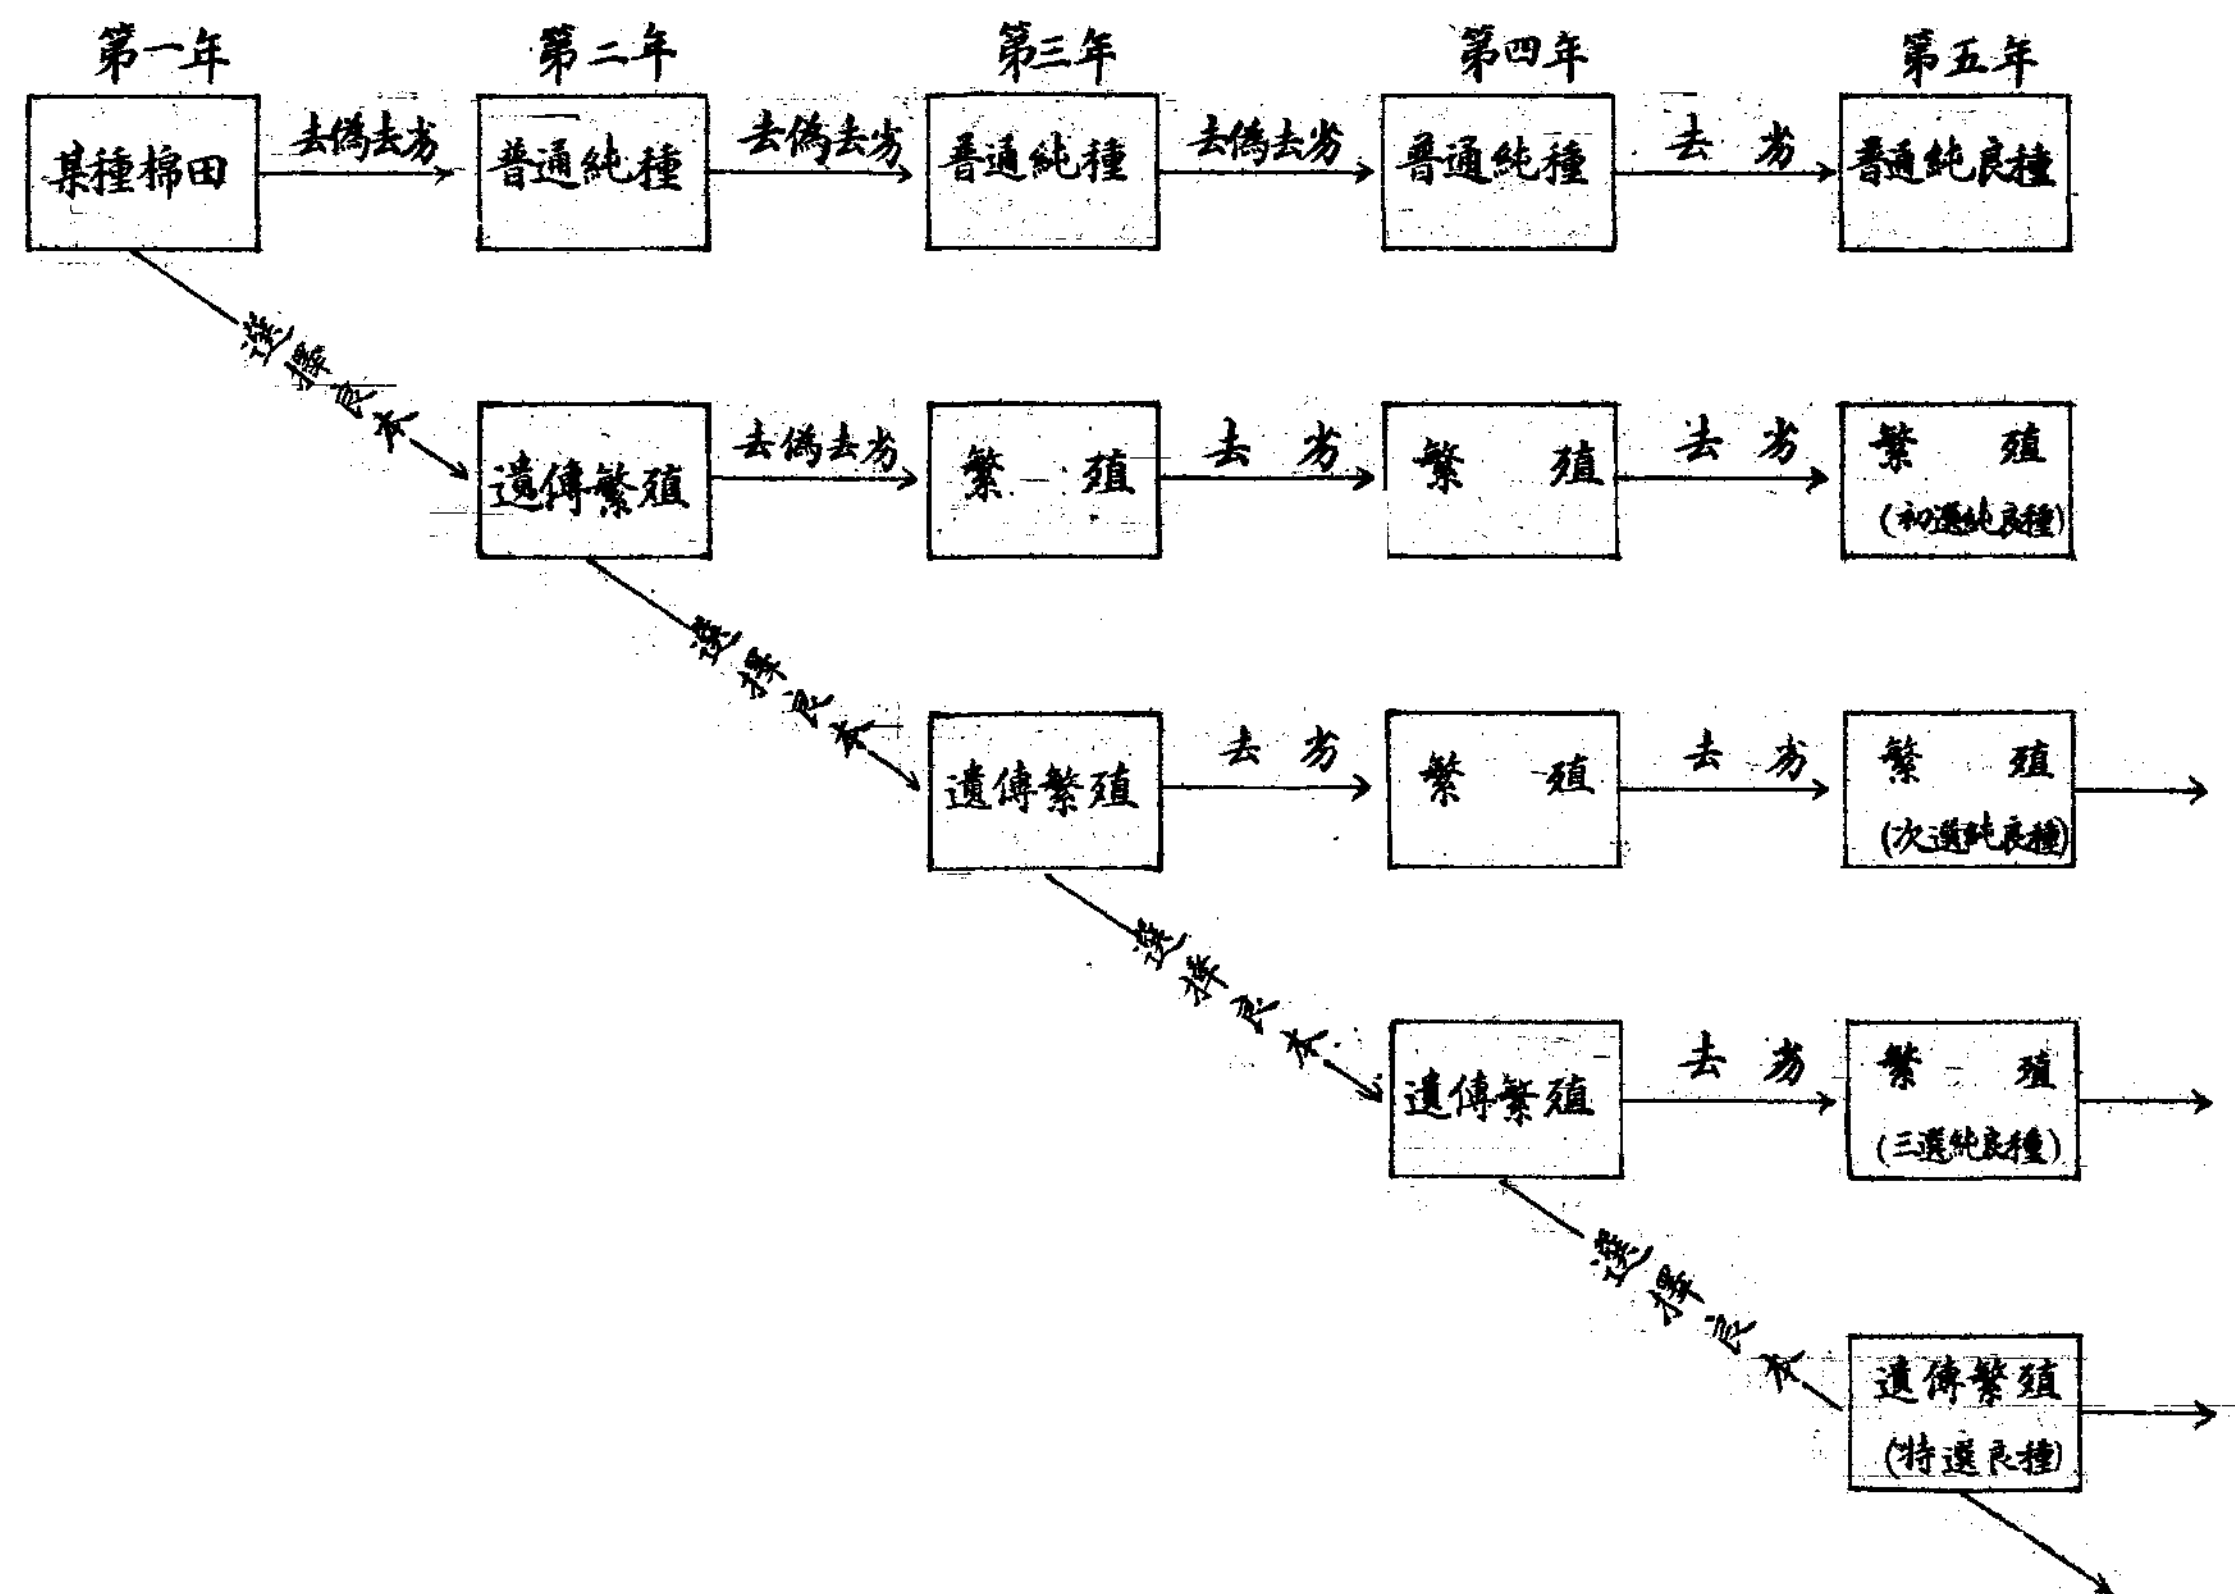 第一年 第二年 第三年 第四年 第五年
某種棉田 去偽去劣 普通純種 去偽去劣 普通純種 去偽去劣 普通純種 去劣 普通純良種
選擇良本
遺傳繁殖 去偽去劣 繁殖 去劣 繁殖 去劣 繁殖
(初選純良種)
選擇良本
遺傳繁殖 去劣 繁殖 去劣 繁殖
(次選純良種)
選擇良本
遺傳繁殖 去劣 繁殖
(三選純良種)
選擇良本
遺傳繁殖
(特選良種)